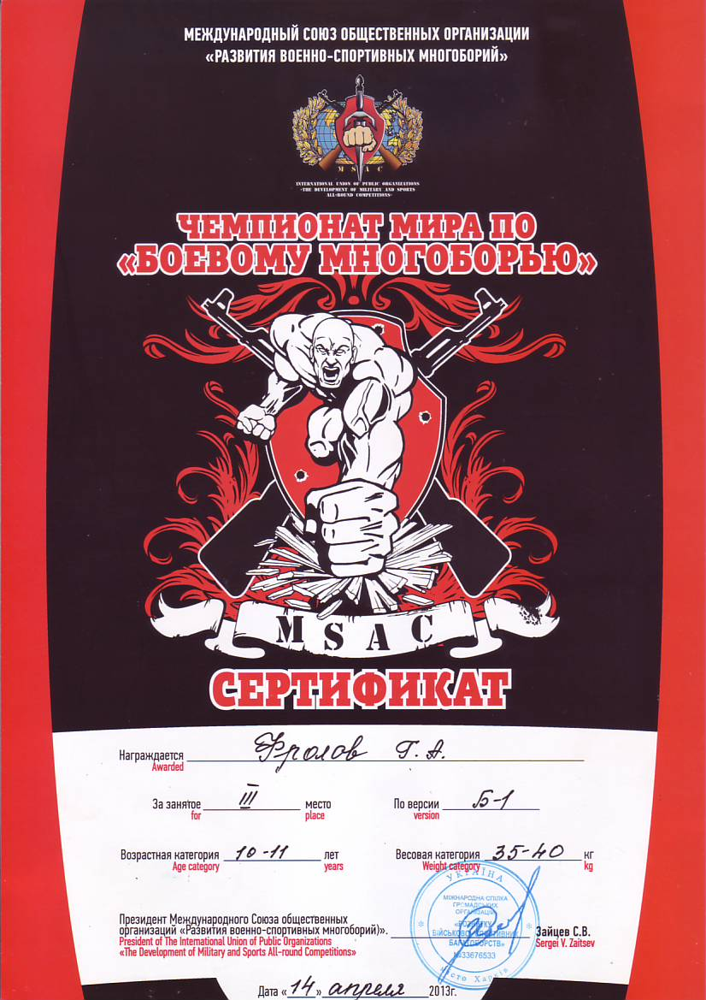 МЕЖДУНАРОДНЫЙ СОЮЗ ОБЩЕСТВЕННЫХ ОРГАНИЗАЦИИ
«РАЗВИТИЯ ВОЕННО-СПОРТИВНЫХ МНОГОБОРИЙ»
MSAC
INTERNATIONAL UNION OF PUBLIC ORGANIZATIONS
«THE DEVELOPMENT OF MILITARY AND SPORTS
ALL-ROUND COMPETITIONS»
ЧЕМПИОНАТ МИРА ПО
«БОЕВОМУ МНОГОБОРЬЮ»
MSAC
СЕРТИФИКАТ
Награждается Фролов Г. А.
Awarded
За занятое III место По версии Б-1
for place version
Возрастная категория 10-11 лет Весовая категория 35-40 кг
Age category years Weight category kg
УКРАЇНА
МІЖНАРОДНА СПІЛКА
ГРОМАДСЬКИХ
ОРГАНІЗАЦІЙ
«РОЗВИТКУ
ВІЙСЬКОВО-СПОРТИВНИХ
БАГАТОБОРСТВ»
№33676533
місто Харків
Президент Международного Союза общественных
организаций «Развития военно-спортивных многоборий)». Зайцев С.В.
President of The International Union of Public Organizations Sergei V. Zaitsev
«The Development of Military and Sports All-round Competitions»
Дата «14» апреля 2013г.